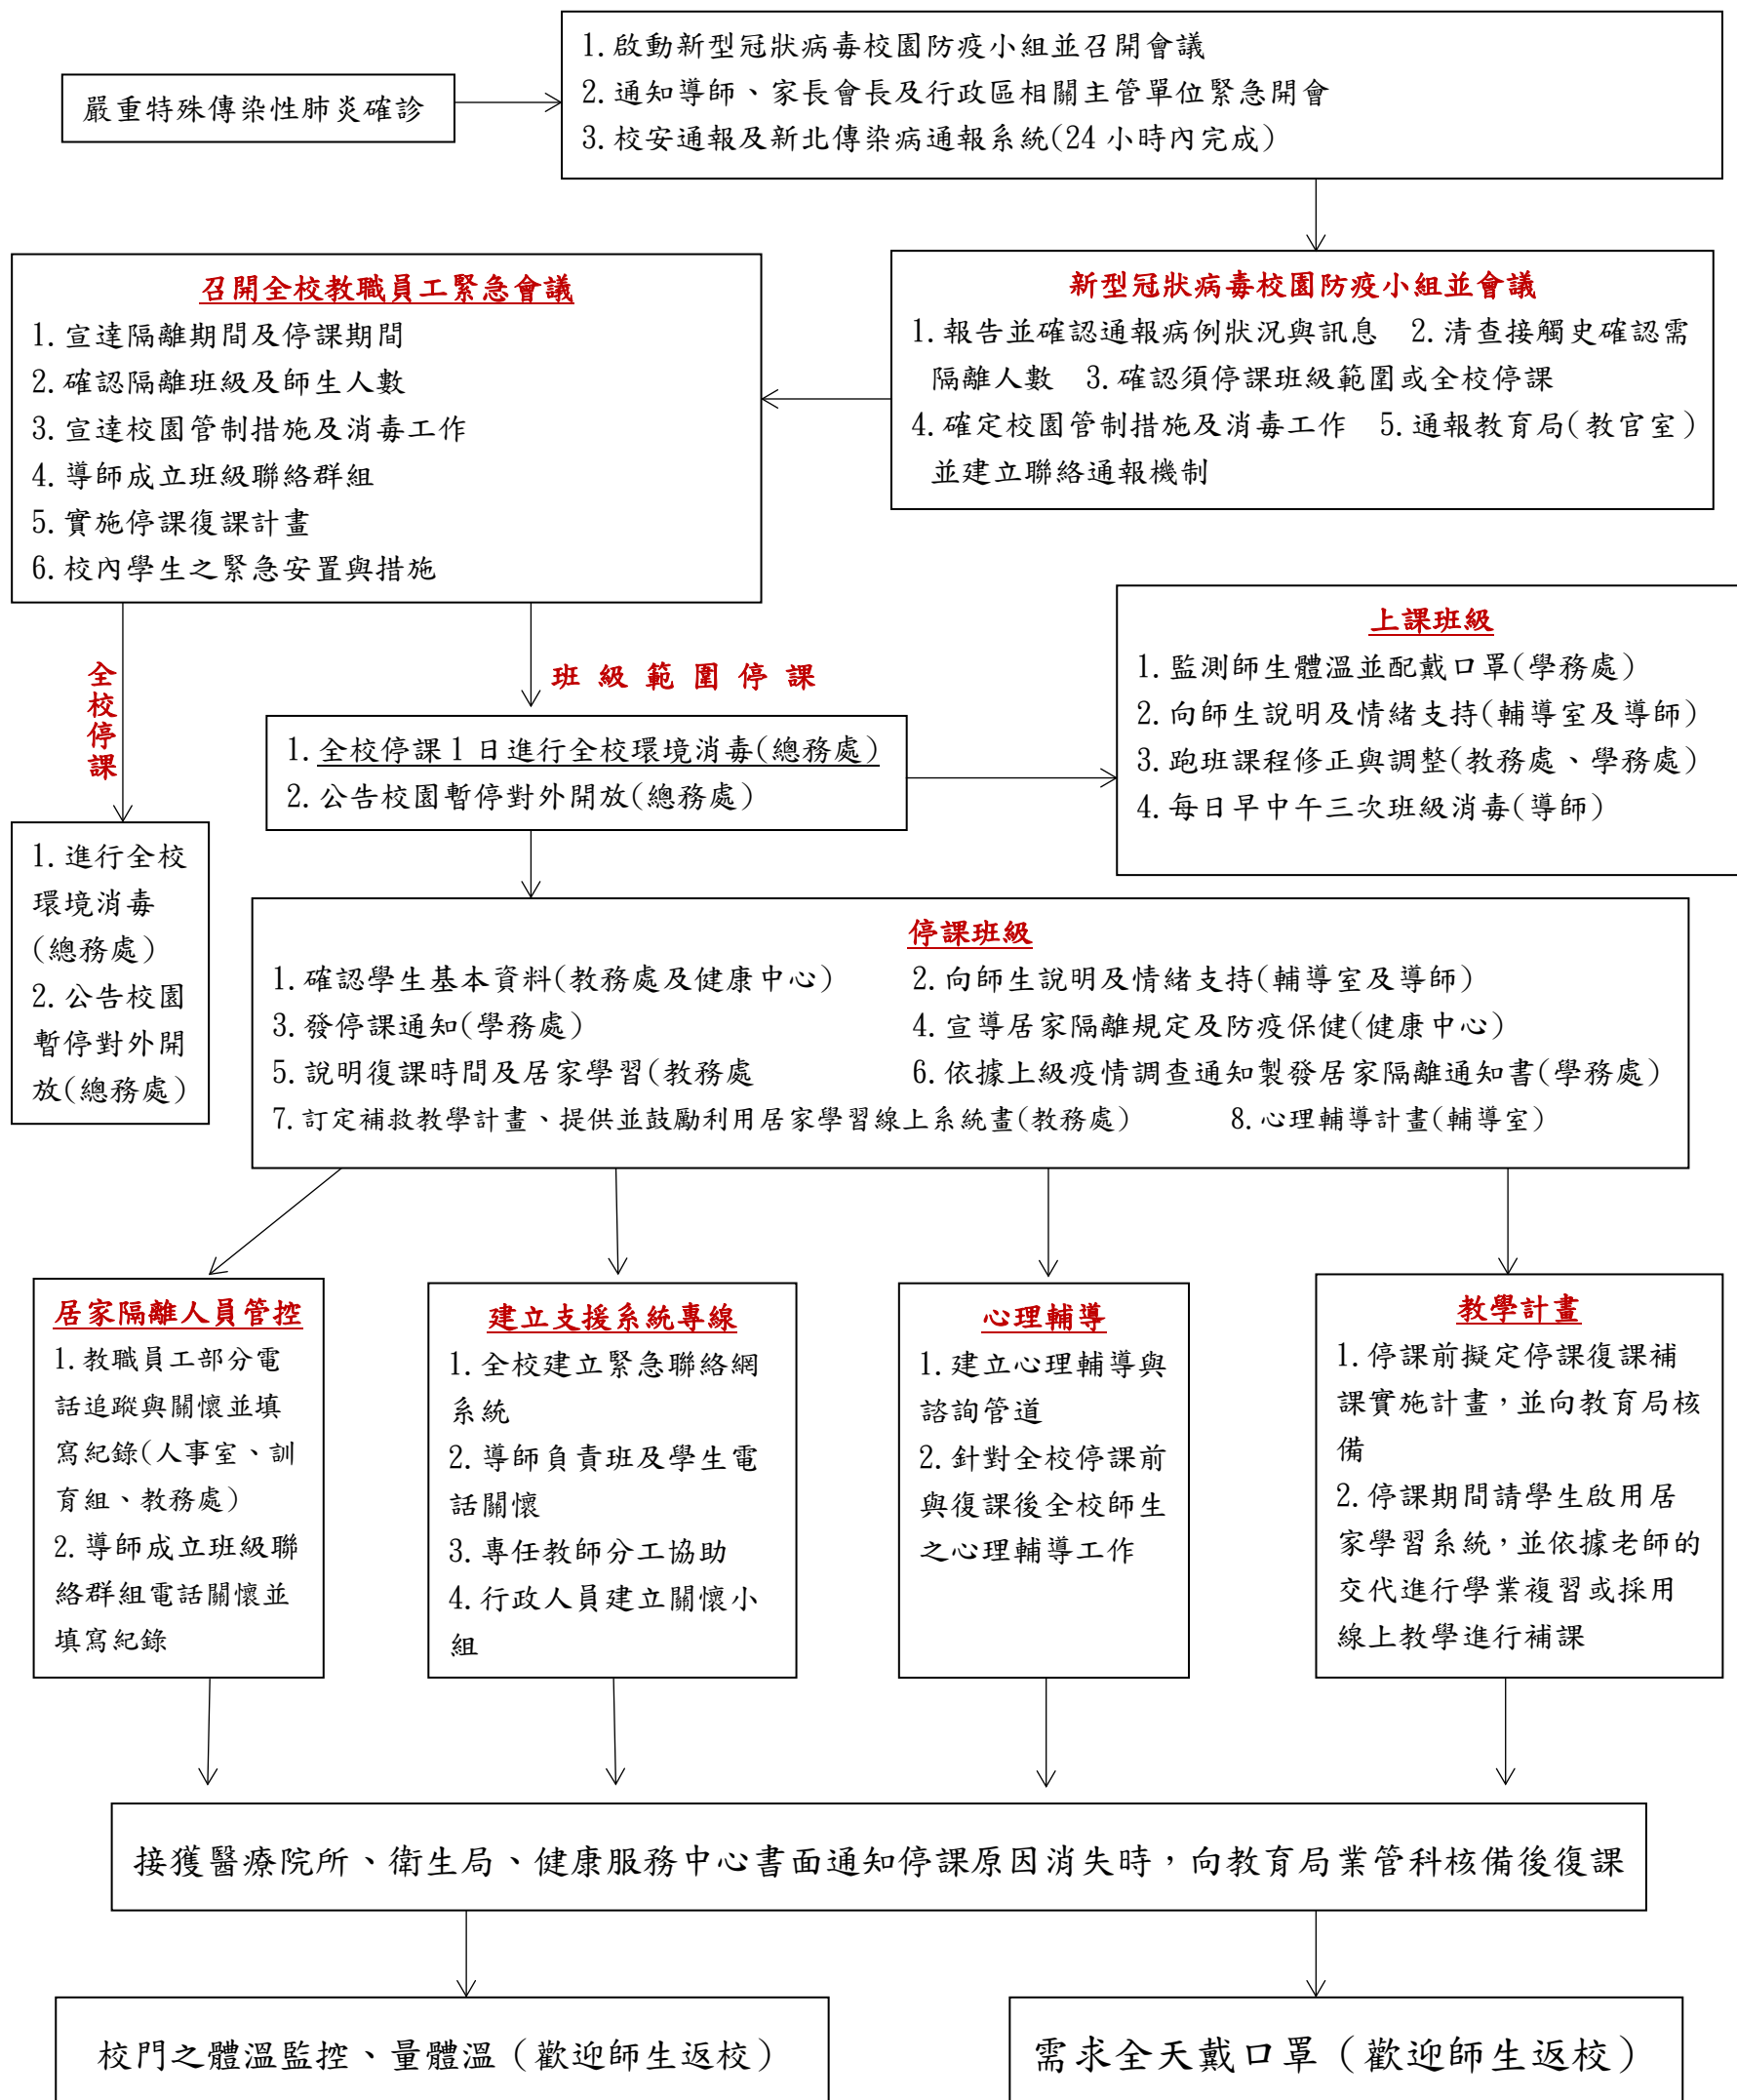 嚴重特殊傳染性肺炎確診
1.啟動新型冠狀病毒校園防疫小組並召開會議
2.通知導師、家長會長及行政區相關主管單位緊急開會
3.校安通報及新北傳染病通報系統(24 小時內完成)
新型冠狀病毒校園防疫小組並會議
1.報告並確認通報病例狀況與訊息 2.清查接觸史確認需
隔離人數 3.確認須停課班級範圍或全校停課
4.確定校園管制措施及消毒工作 5.通報教育局(教官室)
並建立聯絡通報機制
召開全校教職員工緊急會議
1.宣達隔離期間及停課期間
2.確認隔離班級及師生人數
3.宣達校園管制措施及消毒工作
4.導師成立班級聯絡群組
5.實施停課復課計畫
6.校內學生之緊急安置與措施
全校停課
班級範圍停課
1.進行全校
環境消毒
(總務處)
2.公告校園
暫停對外開
放(總務處)
1.全校停課 1 日進行全校環境消毒(總務處)
2.公告校園暫停對外開放(總務處)
上課班級
1.監測師生體溫並配戴口罩(學務處)
2.向師生說明及情緒支持(輔導室及導師)
3.跑班課程修正與調整(教務處、學務處)
4.每日早中午三次班級消毒(導師)
停課班級
1.確認學生基本資料(教務處及健康中心) 2.向師生說明及情緒支持(輔導室及導師)
3.發停課通知(學務處) 4.宣導居家隔離規定及防疫保健(健康中心)
5.說明復課時間及居家學習(教務處 6.依據上級疫情調查通知製發居家隔離通知書(學務處)
7.訂定補救教學計畫、提供並鼓勵利用居家學習線上系統畫(教務處) 8.心理輔導計畫(輔導室)
居家隔離人員管控
1.教職員工部分電
話追蹤與關懷並填
寫紀錄(人事室、訓
育組、教務處)
2.導師成立班級聯
絡群組電話關懷並
填寫紀錄
建立支援系統專線
1.全校建立緊急聯絡網
系統
2.導師負責班及學生電
話關懷
3.專任教師分工協助
4.行政人員建立關懷小
組
心理輔導
1.建立心理輔導與
諮詢管道
2.針對全校停課前
與復課後全校師生
之心理輔導工作
教學計畫
1.停課前擬定停課復課補
課實施計畫，並向教育局核
備
2.停課期間請學生啟用居
家學習系統，並依據老師的
交代進行學業複習或採用
線上教學進行補課
接獲醫療院所、衛生局、健康服務中心書面通知停課原因消失時，向教育局業管科核備後復課
校門之體溫監控、量體溫（歡迎師生返校）
需求全天戴口罩（歡迎師生返校）